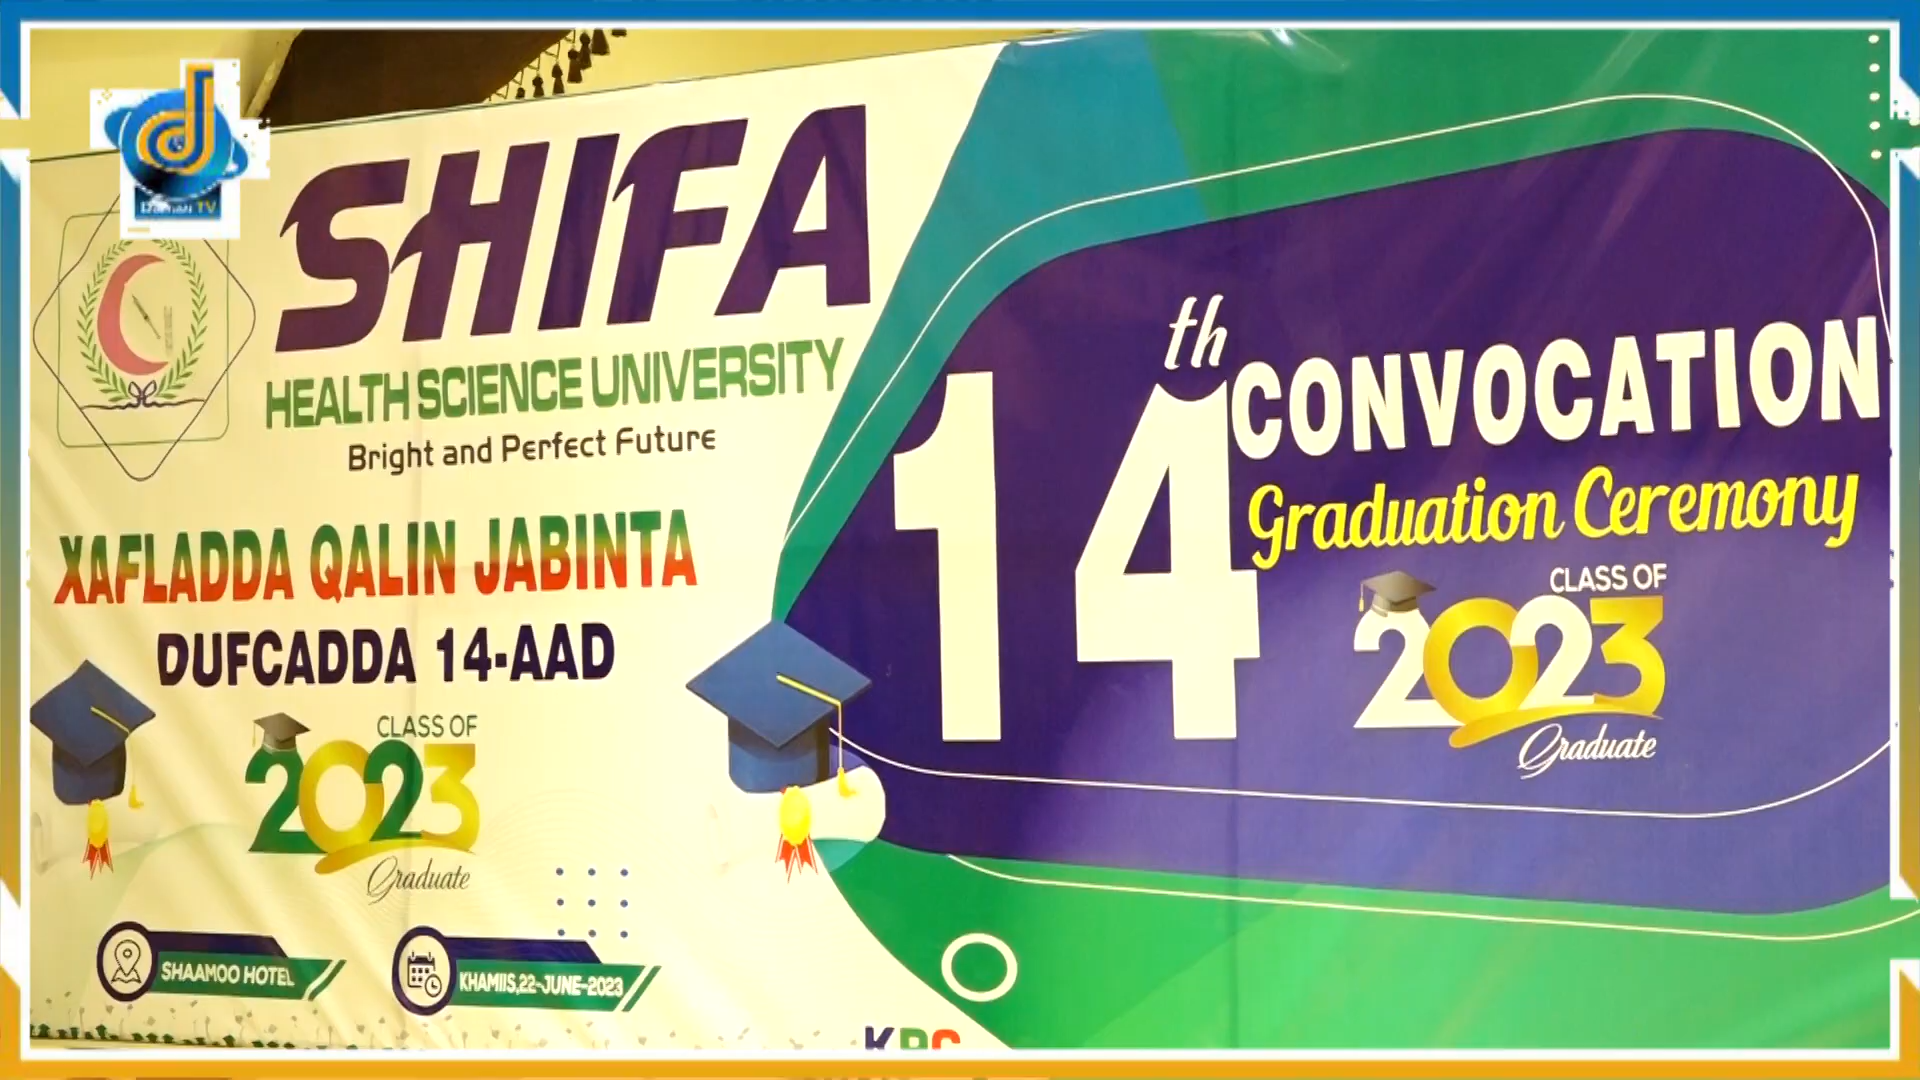 SHIFA
HEALTH SCIENCE UNIVERSITY
Bright and Perfect Future
XAFLADDA QALIN JABINTA
DUFCADDA 14-AAD
CLASS OF
2023
Graduate
SHAAMOO HOTEL
KHAMIIS,22-JUNE-2023
14th CONVOCATION
Graduation Ceremony
CLASS OF
2023
Graduate
TV